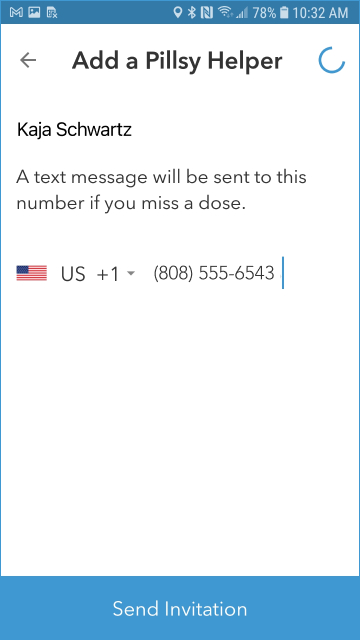 78% 10:32 AM
Add a Pillsy Helper
Kaja Schwartz
A text message will be sent to this
number if you miss a dose.
US +1 (808) 555-6543
Send Invitation